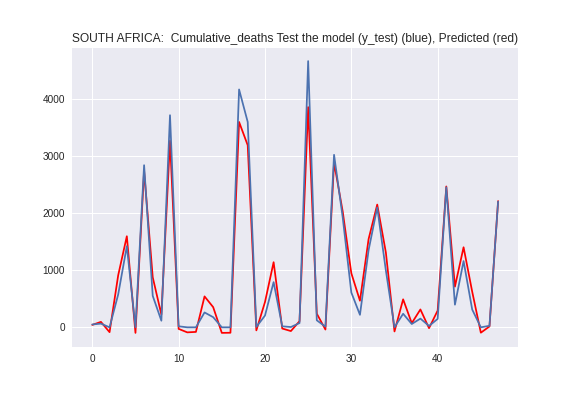 SOUTH AFRICA:  Cumulative_deaths Test the model (y_test) (blue), Predicted (red)
4000
3000
2000
1000
0
0 10 20 30 40